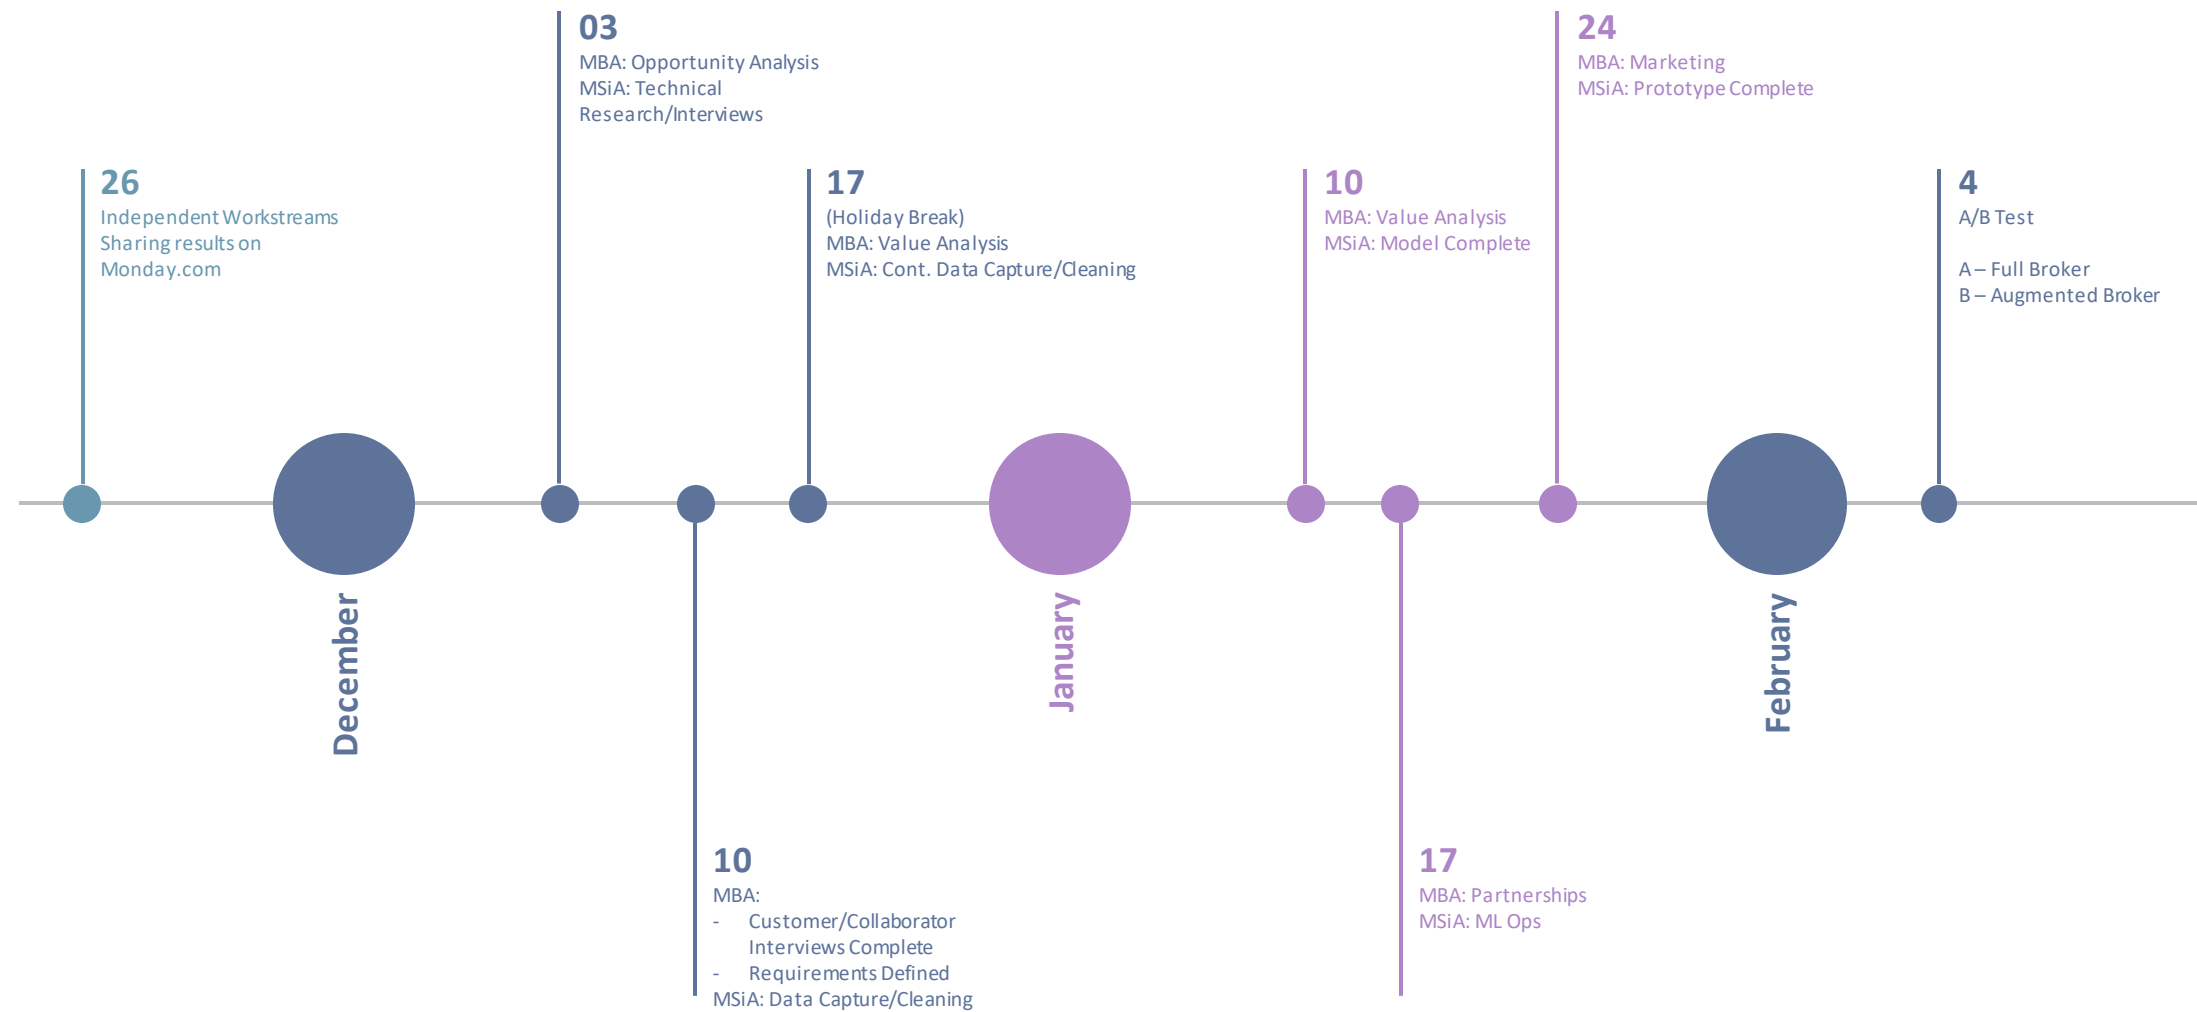 26
Independent Workstreams
Sharing results on
Monday.com
December
03
MBA: Opportunity Analysis
MSiA: Technical
Research/Interviews
10
MBA:
- Customer/Collaborator
Interviews Complete
- Requirements Defined
MSiA: Data Capture/Cleaning
17
(Holiday Break)
MBA: Value Analysis
MSiA: Cont. Data Capture/Cleaning
January
10
MBA: Value Analysis
MSiA: Model Complete
17
MBA: Partnerships
MSiA: ML Ops
24
MBA: Marketing
MSiA: Prototype Complete
February
4
A/B Test
A – Full Broker
B – Augmented Broker